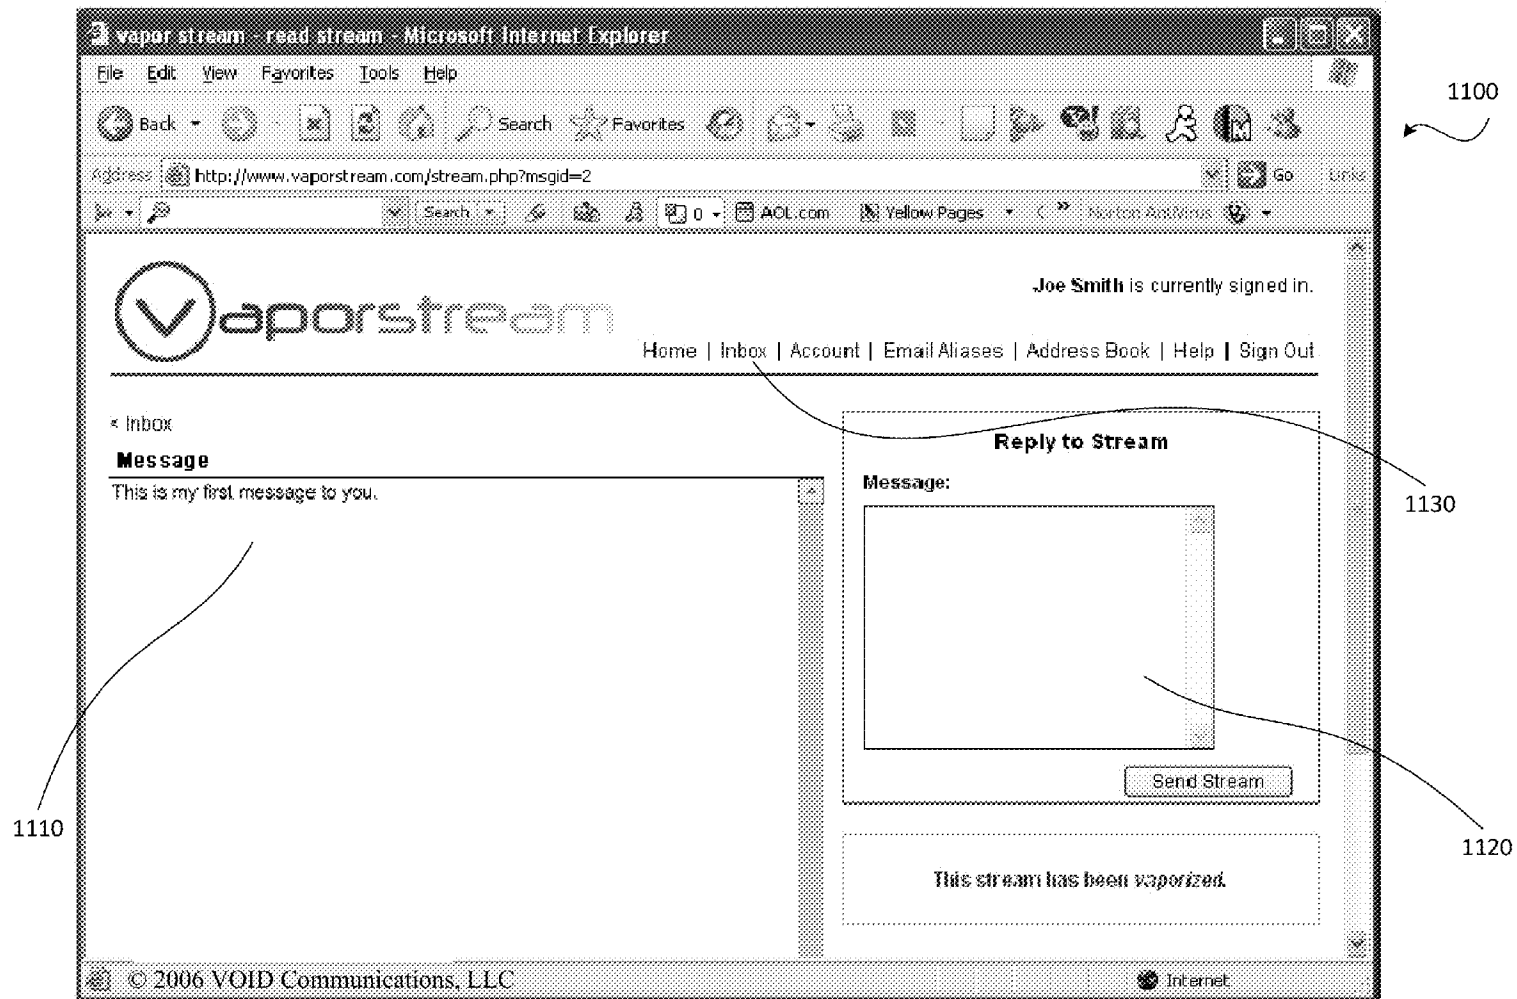 vapor stream - read stream - Microsoft Internet Explorer
File Edit View Favorites Tools Help
1100
Back Search Favorites
Address http://www.vaporstream.com/stream.php?msgid=2 Go Links
Search 0 AOL.com Yellow Pages Norton AntiVirus
Vaporstream
Joe Smith is currently signed in.
Home | Inbox | Account | Email Aliases | Address Book | Help | Sign Out
< Inbox
Message
This is my first message to you.
Reply to Stream
Message:
1130
Send Stream
1110
1120
This stream has been vaporized.
© 2006 VOID Communications, LLC
Internet